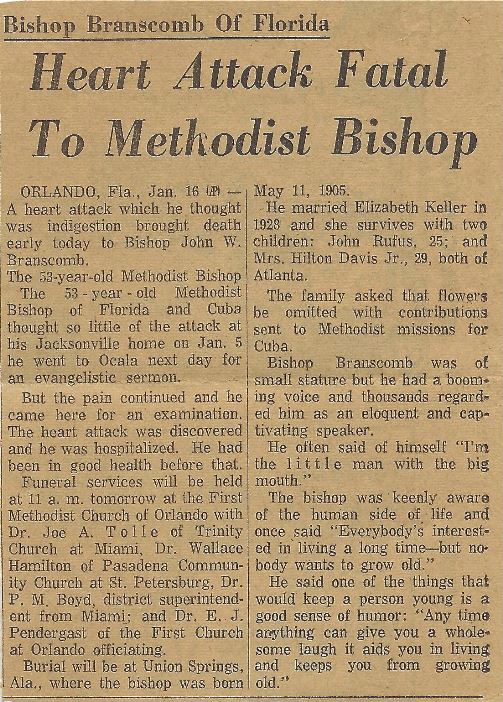 Bishop Branscomb Of Florida
Heart Attack Fatal
To Methodist Bishop
ORLANDO, Fla., Jan. 16 (AP) —
A heart attack which he thought
was indigestion brought death
early today to Bishop John W.
Branscomb.
The 53-year-old Methodist Bishop
The 53 - year - old Methodist
Bishop of Florida and Cuba
thought so little of the attack at
his Jacksonville home on Jan. 5
he went to Ocala next day for
an evangelistic sermon.
But the pain continued and he
came here for an examination.
The heart attack was discovered
and he was hospitalized. He had
been in good health before that.
Funeral services will be held
at 11 a. m. tomorrow at the First
Methodist Church of Orlando with
Dr. Joe A. Tolle of Trinity
Church at Miami, Dr. Wallace
Hamilton of Pasadena Commun-
ity Church at St. Petersburg, Dr.
P. M. Boyd, district superintend-
ent from Miami; and Dr. E. J.
Pendergast of the First Church
at Orlando officiating.
Burial will be at Union Springs,
Ala., where the bishop was born
May 11, 1905.
He married Elizabeth Keller in
1928 and she survives with two
children: John Rufus, 25; and
Mrs. Hilton Davis Jr., 29, both of
Atlanta.
The family asked that flowers
be omitted with contributions
sent to Methodist missions for
Cuba.
Bishop Branscomb was of
small stature but he had a boom-
ing voice and thousands regard-
ed him as an eloquent and cap-
tivating speaker.
He often said of himself "I'm
the little man with the big
mouth."
The bishop was keenly aware
of the human side of life and
once said "Everybody's interest-
ed in living a long time—but no-
body wants to grow old."
He said one of the things that
would keep a person young is a
good sense of humor: "Any time
anything can give you a whole-
some laugh it aids you in living
and keeps you from growing
old."